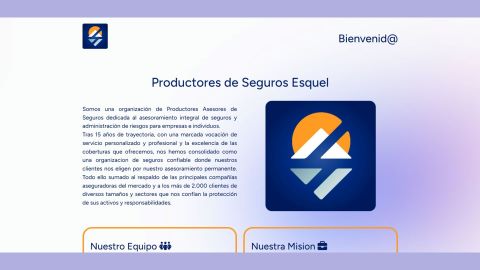 Bienvenid@
Productores de Seguros Esquel
Somos una organización de Productores Asesores de
Seguros dedicada al asesoramiento integral de seguros y
administración de riesgos para empresas e individuos.
Tras 15 años de trayectoria, con una marcada vocación de
servicio personalizado y profesional y la excelencia de las
coberturas que ofrecemos, nos hemos consolidado como
una organizacion de seguros confiable donde nuestros
clientes nos eligen por nuestro asesoramiento permanente.
Todo ello sumado al respaldo de las principales compañías
aseguradoras del mercado y a los más de 2.000 clientes de
diversos tamaños y sectores que nos confían la protección
de sus activos y responsabilidades.
Nuestro Equipo
Nuestra Mision